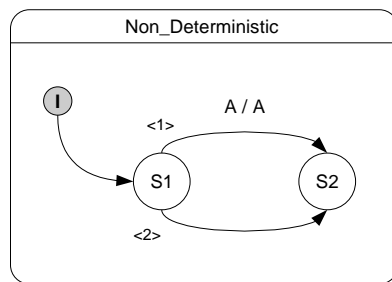 Non_Deterministic
I
<1>
A / A
S1
S2
<2>